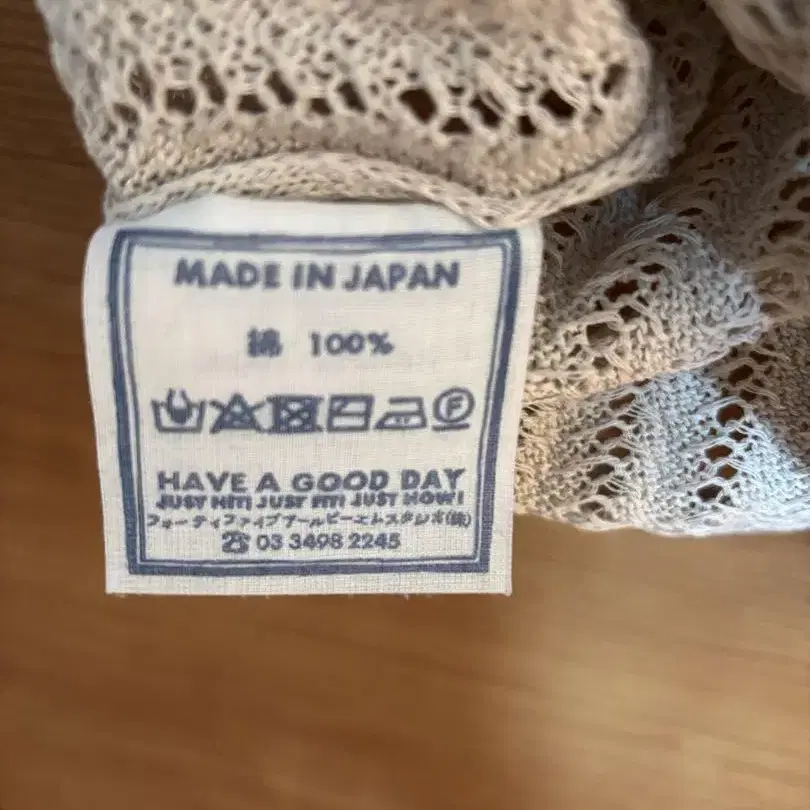 MADE IN JAPAN
綿 100%
F
HAVE A GOOD DAY
JUST HIT! JUST FIT! JUST NOW!
フォーティファイブアールピーエムスタジオ(株)
☎ 03 3498 2245